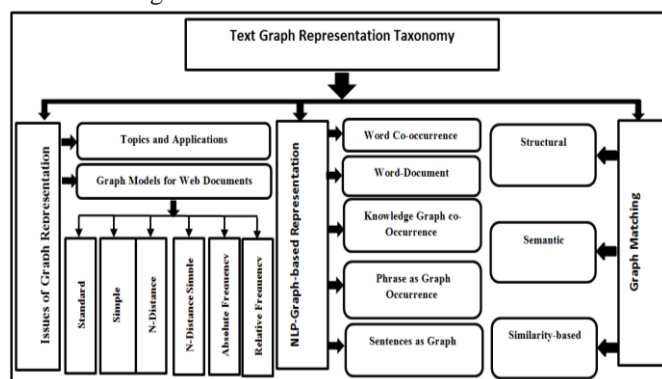 Text Graph Representation Taxonomy
Issues of Graph Representation
Topics and Applications
Graph Models for Web Documents
Standard
Simple
N-Distance
N-Distance Simple
Absolute Frequency
Relative Frequency
NLP-Graph-based Representation
Word Co-occurrence
Word-Document
Knowledge Graph co-
Occurrence
Phrase as Graph
Occurrence
Sentences as Graph
Structural
Semantic
Similarity-based
Graph Matching